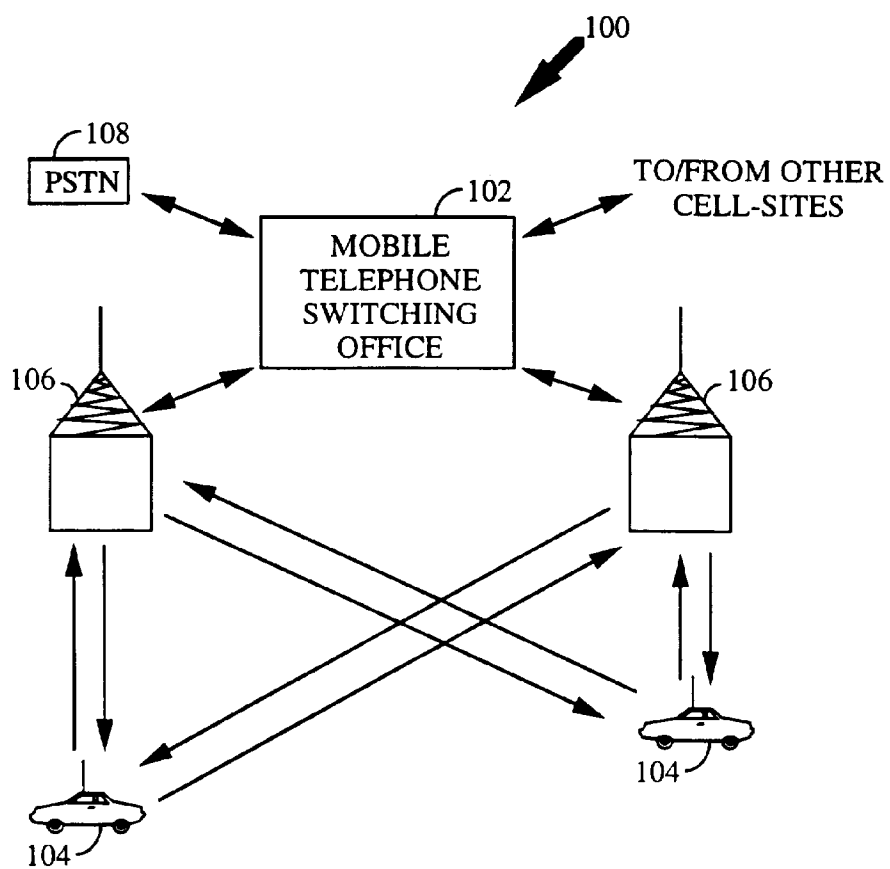 100
108
PSTN
102
TO/FROM OTHER
CELL-SITES
MOBILE
TELEPHONE
SWITCHING
OFFICE
106
106
104
104